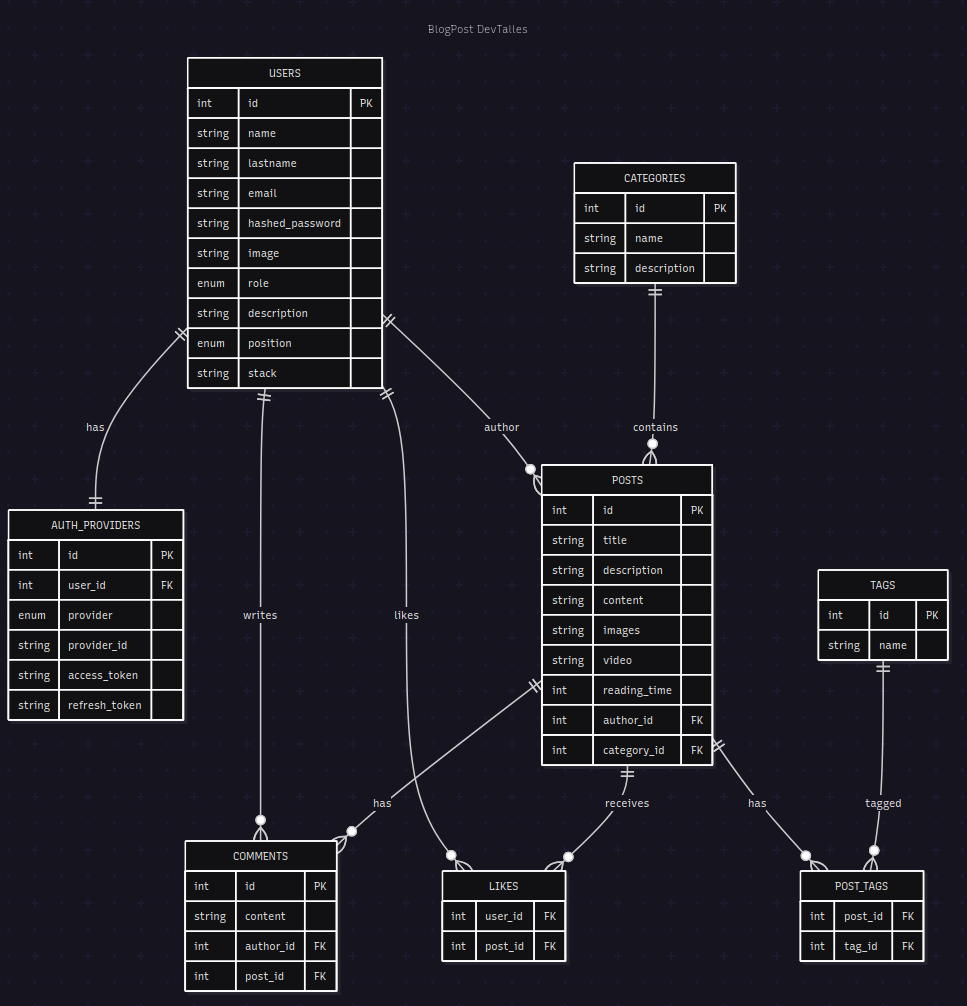 BlogPost DevTalles
USERS
int id PK
string name
string lastname
string email
string hashed_password
string image
enum role
string description
enum position
string stack
CATEGORIES
int id PK
string name
string description
has
author
contains
POSTS
int id PK
string title
string description
string content
string images
string video
int reading_time
int author_id FK
int category_id FK
AUTH_PROVIDERS
int id PK
int user_id FK
enum provider
string provider_id
string access_token
string refresh_token
TAGS
int id PK
string name
writes
likes
has
receives
has
tagged
COMMENTS
int id PK
string content
int author_id FK
int post_id FK
LIKES
int user_id FK
int post_id FK
POST_TAGS
int post_id FK
int tag_id FK